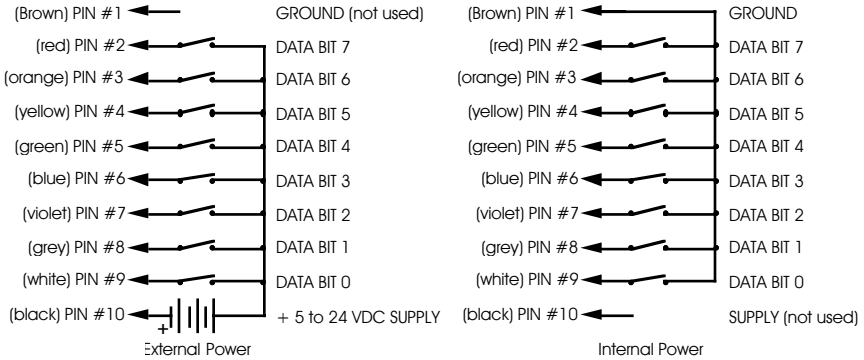 (Brown) PIN #1 GROUND (not used)
(red) PIN #2 DATA BIT 7
(orange) PIN #3 DATA BIT 6
(yellow) PIN #4 DATA BIT 5
(green) PIN #5 DATA BIT 4
(blue) PIN #6 DATA BIT 3
(violet) PIN #7 DATA BIT 2
(grey) PIN #8 DATA BIT 1
(white) PIN #9 DATA BIT 0
(black) PIN #10 + + 5 to 24 VDC SUPPLY
External Power
(Brown) PIN #1 GROUND
(red) PIN #2 DATA BIT 7
(orange) PIN #3 DATA BIT 6
(yellow) PIN #4 DATA BIT 5
(green) PIN #5 DATA BIT 4
(blue) PIN #6 DATA BIT 3
(violet) PIN #7 DATA BIT 2
(grey) PIN #8 DATA BIT 1
(white) PIN #9 DATA BIT 0
(black) PIN #10 SUPPLY (not used)
Internal Power